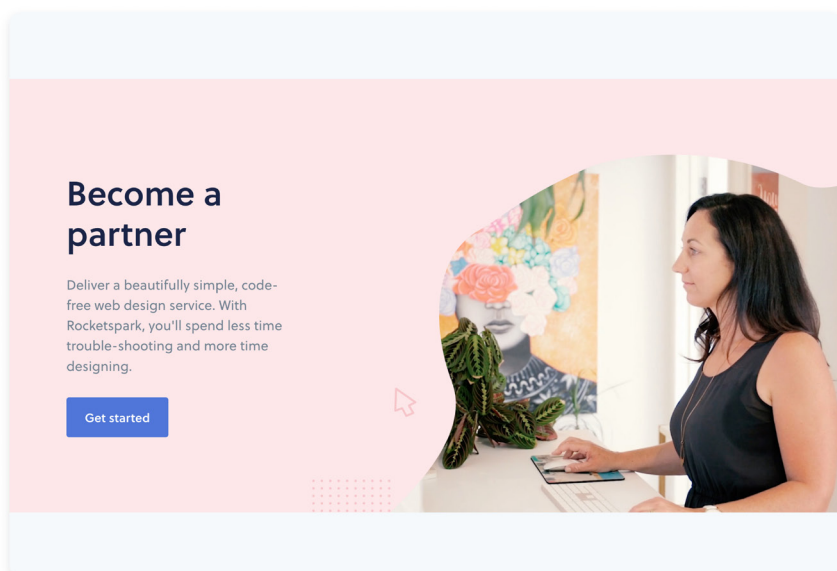 Become a
partner
Deliver a beautifully simple, code-
free web design service. With
Rocketspark, you'll spend less time
trouble-shooting and more time
designing.
Get started